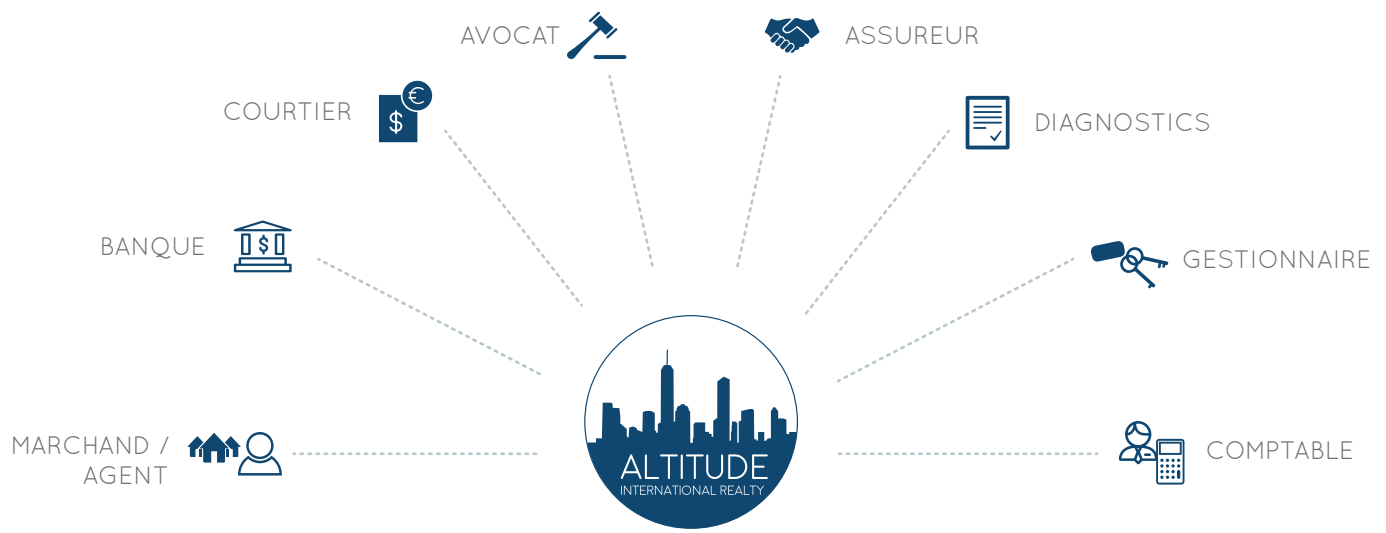 AVOCAT
ASSUREUR
COURTIER
€
$
DIAGNOSTICS
BANQUE
$
GESTIONNAIRE
MARCHAND /
AGENT
COMPTABLE
ALTITUDE
INTERNATIONAL REALTY